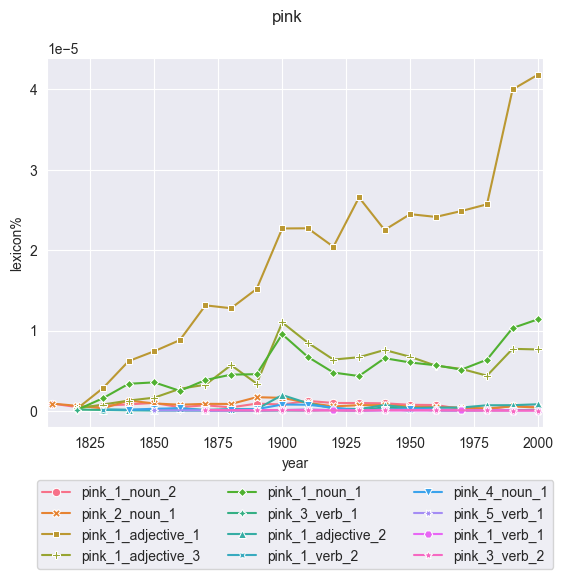 pink
1e−5
4
3
2
1
0
lexicon%
1825 1850 1875 1900 1925 1950 1975 2000
year
pink_1_noun_2 pink_1_noun_1 pink_4_noun_1
pink_2_noun_1 pink_3_verb_1 pink_5_verb_1
pink_1_adjective_1 pink_1_adjective_2 pink_1_verb_1
pink_1_adjective_3 pink_1_verb_2 pink_3_verb_2